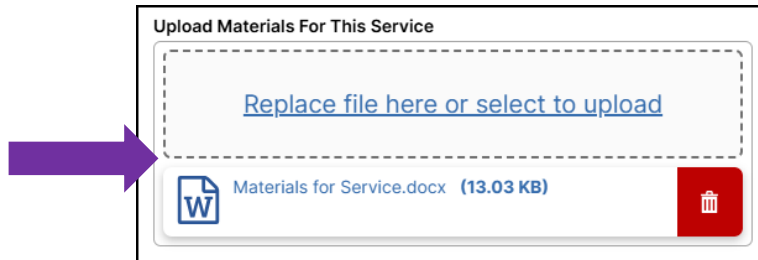 Upload Materials For This Service
Replace file here or select to upload
Materials for Service.docx (13.03 KB)
W